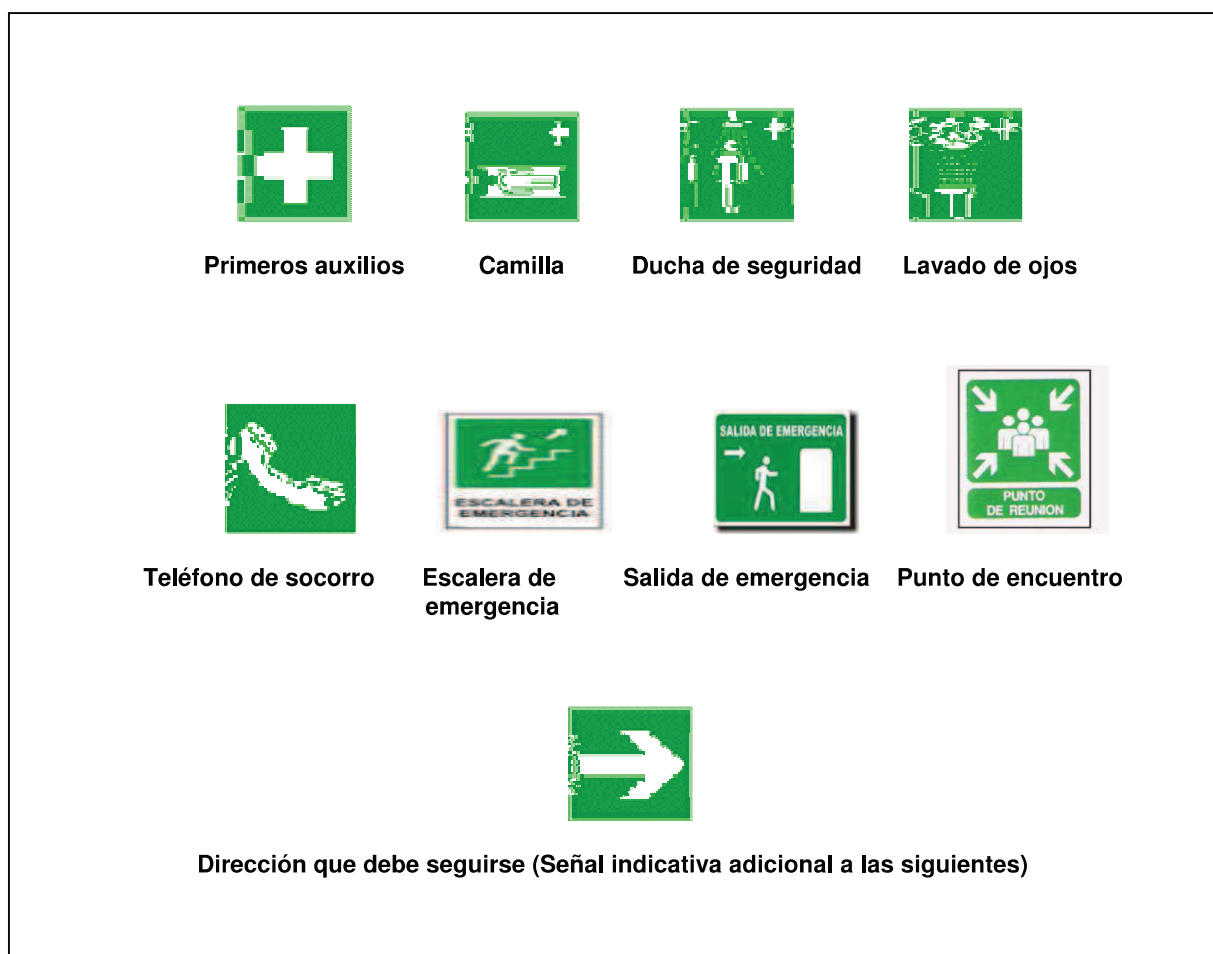 Primeros auxilios
Camilla
Ducha de seguridad
Lavado de ojos
ESCALERA DE
EMERGENCIA
SALIDA DE EMERGENCIA
PUNTO
DE REUNION
Teléfono de socorro
Escalera de
emergencia
Salida de emergencia
Punto de encuentro
Dirección que debe seguirse (Señal indicativa adicional a las siguientes)